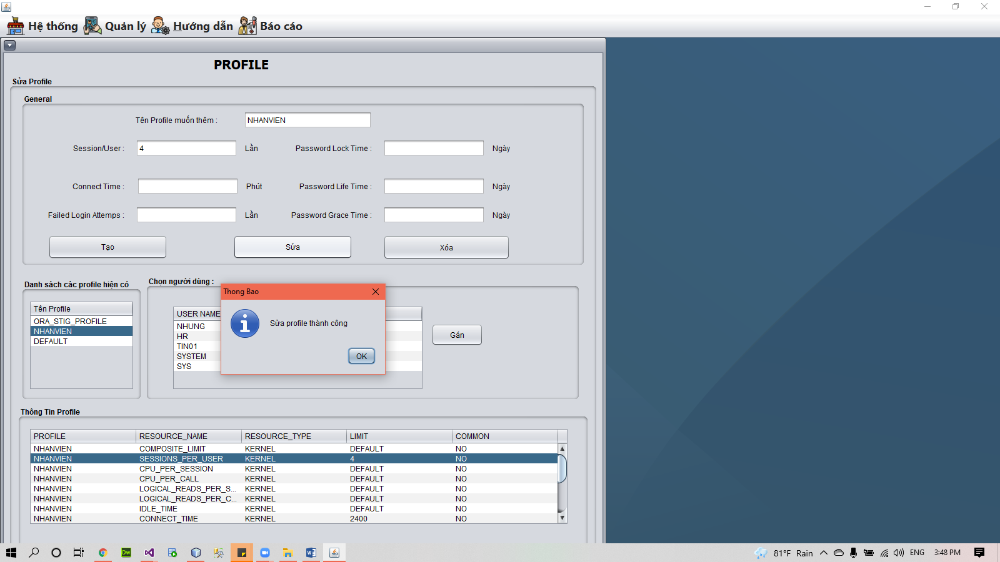 Hệ thống Quản lý Hướng dẫn Báo cáo
PROFILE
Sửa Profile
General
Tên Profile muốn thêm : NHANVIEN
Session/User : 4 Lần Password Lock Time : Ngày
Connect Time : Phút Password Life Time : Ngày
Failed Login Attemps : Lần Password Grace Time : Ngày
Tạo Sửa Xóa
Danh sách các profile hiện có
Tên Profile
ORA_STIG_PROFILE
NHANVIEN
DEFAULT
Chọn người dùng :
USER NAME
NHUNG
HR
TIN01
SYSTEM
SYS
Gán
Thong Bao
Sửa profile thành công
OK
Thông Tin Profile
PROFILE RESOURCE_NAME RESOURCE_TYPE LIMIT COMMON
NHANVIEN COMPOSITE_LIMIT KERNEL DEFAULT NO
NHANVIEN SESSIONS_PER_USER KERNEL 4 NO
NHANVIEN CPU_PER_SESSION KERNEL DEFAULT NO
NHANVIEN CPU_PER_CALL KERNEL DEFAULT NO
NHANVIEN LOGICAL_READS_PER_S... KERNEL DEFAULT NO
NHANVIEN LOGICAL_READS_PER_C... KERNEL DEFAULT NO
NHANVIEN IDLE_TIME KERNEL DEFAULT NO
NHANVIEN CONNECT_TIME KERNEL 2400 NO
Dw
81°F Rain ENG 3:48 PM